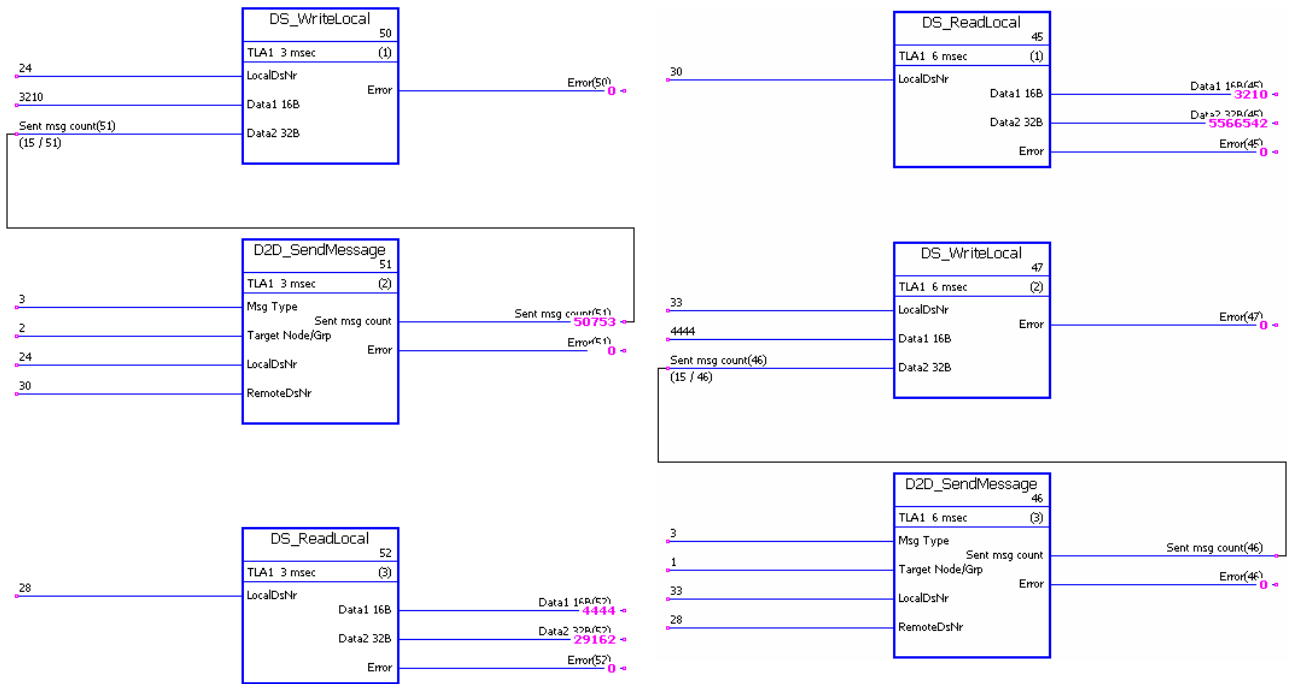 DS_WriteLocal
50
TLA1 3 msec (1)
24
LocalDsNr
Error
Error(50)
0
3210
Data1 16B
Sent msg count(51)
Data2 32B
(15 / 51)
D2D_SendMessage
51
TLA1 3 msec (2)
3
Msg Type
Sent msg count
Sent msg count(51)
50753
2
Target Node/Grp
Error
Error(51)
0
24
LocalDsNr
30
RemoteDsNr
DS_ReadLocal
52
TLA1 3 msec (3)
28
LocalDsNr
Data1 16B
Data1 16B(52)
4444
Data2 32B
Data2 32B(52)
29162
Error
Error(52)
0
DS_ReadLocal
45
TLA1 6 msec (1)
30
LocalDsNr
Data1 16B
Data1 16B(45)
3210
Data2 32B
Data2 32B(45)
5566542
Error
Error(45)
0
DS_WriteLocal
47
TLA1 6 msec (2)
33
LocalDsNr
Error
Error(47)
0
4444
Data1 16B
Sent msg count(46)
Data2 32B
(15 / 46)
D2D_SendMessage
46
TLA1 6 msec (3)
3
Msg Type
Sent msg count
Sent msg count(46)
1
Target Node/Grp
Error
Error(46)
0
33
LocalDsNr
28
RemoteDsNr